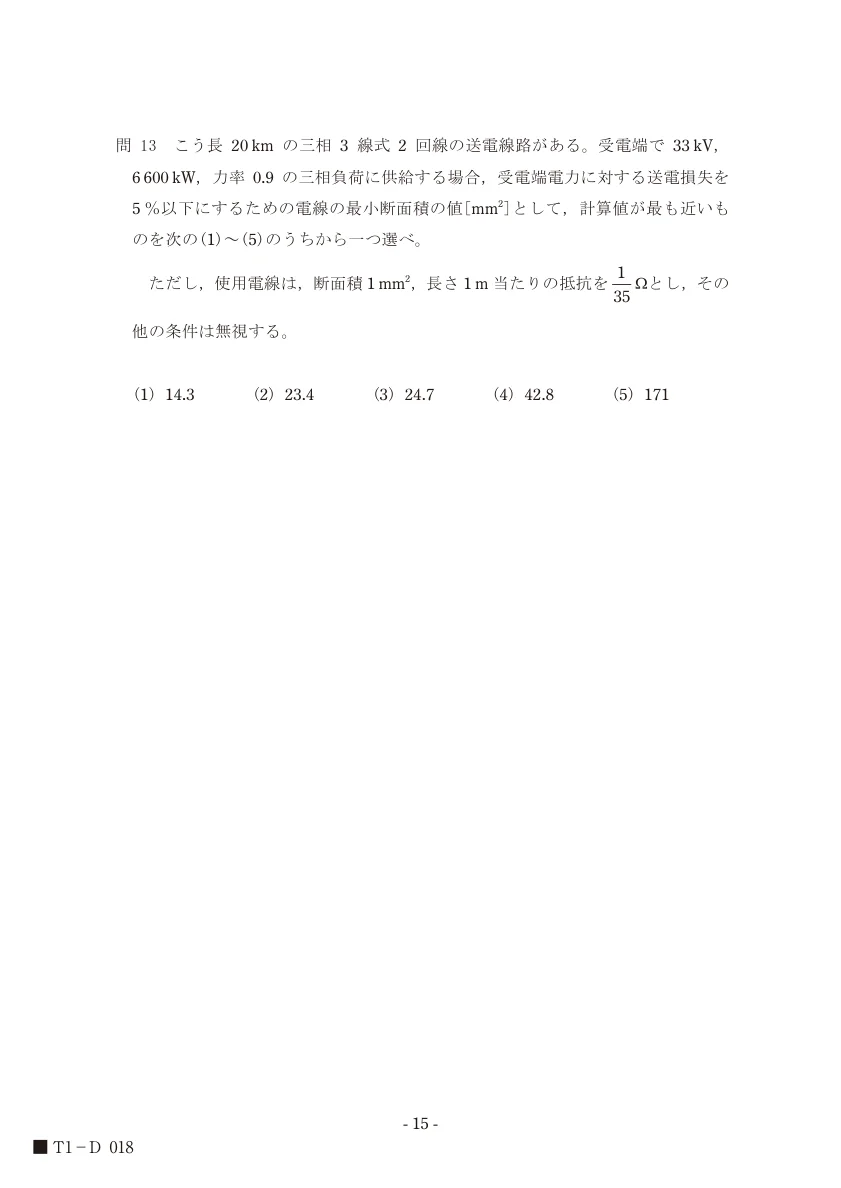 問 13 こう長 20 km の三相 3 線式 2 回線の送電線路がある。受電端で 33 kV，
6 600 kW，力率 0.9 の三相負荷に供給する場合，受電端電力に対する送電損失を
5 %以下にするための電線の最小断面積の値[mm²]として，計算値が最も近いも
のを次の(1)～(5)のうちから一つ選べ。
ただし，使用電線は，断面積 1 mm²，長さ 1 m 当たりの抵抗を 1/35 Ωとし，その
他の条件は無視する。
(1) 14.3 (2) 23.4 (3) 24.7 (4) 42.8 (5) 171
- 15 -
■ T1－D 018